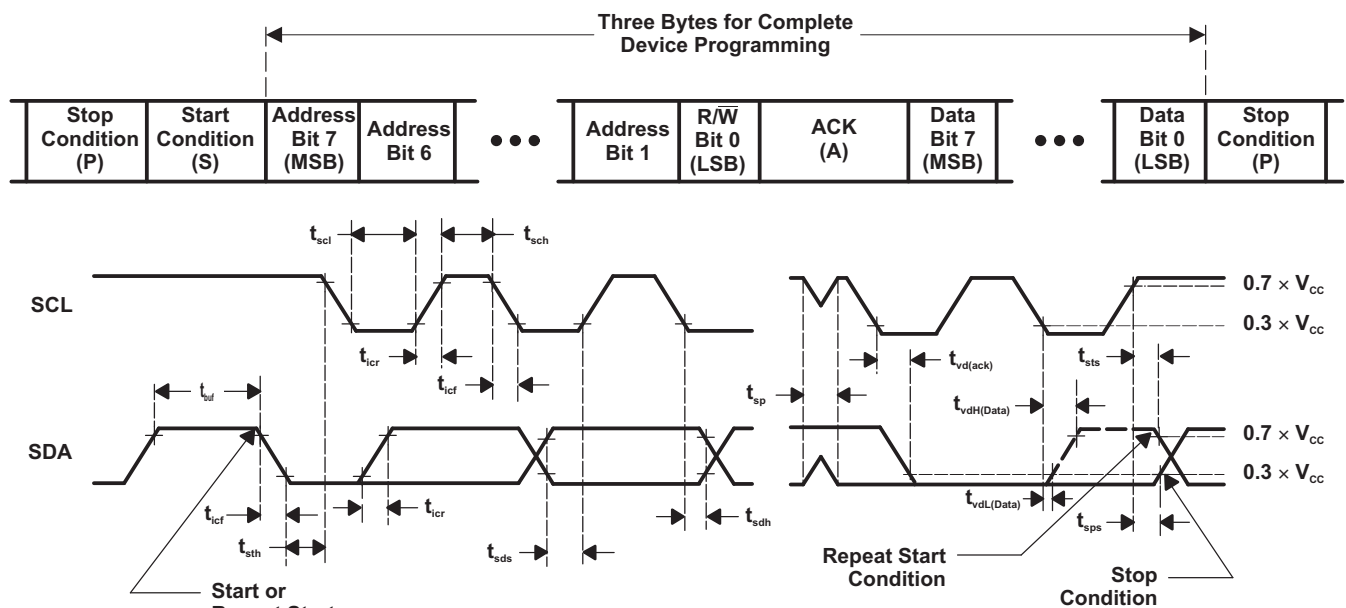 Three Bytes for Complete
Device Programming
Stop
Condition
(P)
Start
Condition
(S)
Address
Bit 7
(MSB)
Address
Bit 6
•••
Address
Bit 1
R/W̅
Bit 0
(LSB)
ACK
(A)
Data
Bit 7
(MSB)
•••
Data
Bit 0
(LSB)
Stop
Condition
(P)
tscl
tsch
SCL
0.7 × VCC
0.3 × VCC
ticr
ticf
tvd(ack)
tsts
tbuf
tsp
tvdH(Data)
SDA
0.7 × VCC
0.3 × VCC
ticf
ticr
tsdh
tvdL(Data)
tsth
tsds
tsps
Repeat Start
Condition
Stop
Condition
Start or
Repeat Start